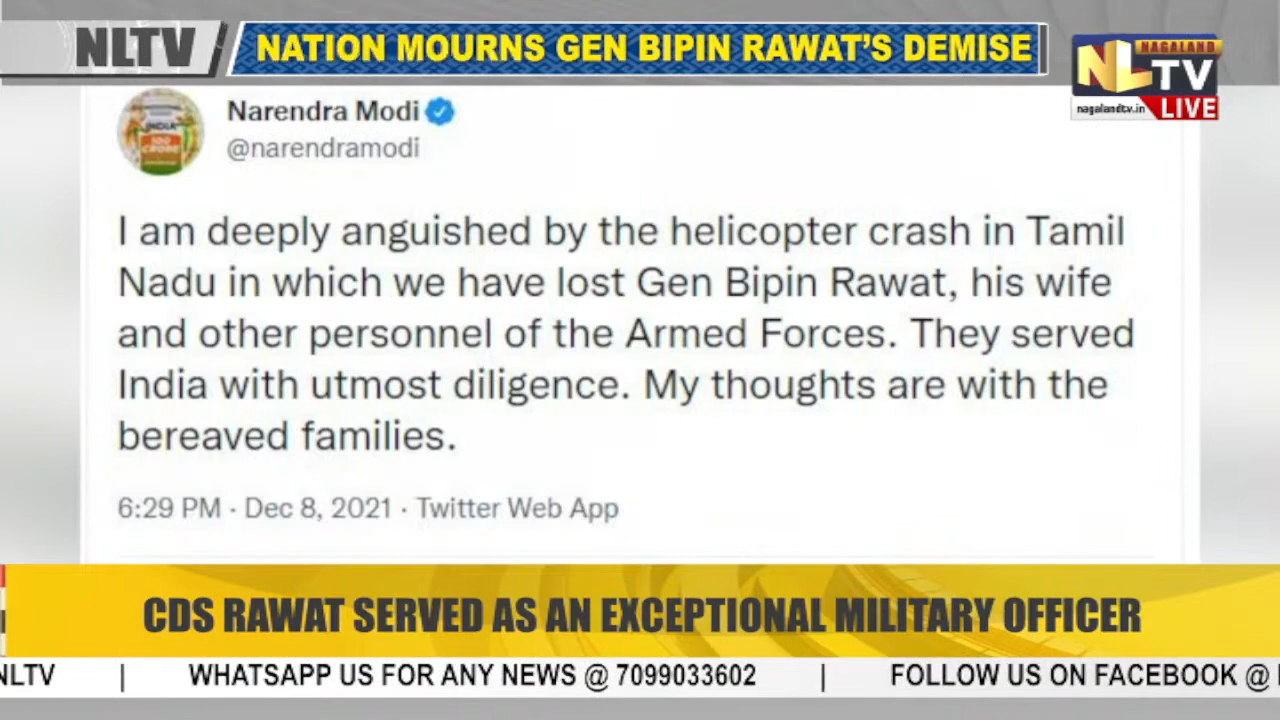 NLTV
NATION MOURNS GEN BIPIN RAWAT'S DEMISE
NAGALAND
NLTV
nagalandtv.in
LIVE
Narendra Modi
@narendramodi
I am deeply anguished by the helicopter crash in Tamil
Nadu in which we have lost Gen Bipin Rawat, his wife
and other personnel of the Armed Forces. They served
India with utmost diligence. My thoughts are with the
bereaved families.
6:29 PM · Dec 8, 2021 · Twitter Web App
CDS RAWAT SERVED AS AN EXCEPTIONAL MILITARY OFFICER
NLTV | WHATSAPP US FOR ANY NEWS @ 7099033602 | FOLLOW US ON FACEBOOK @